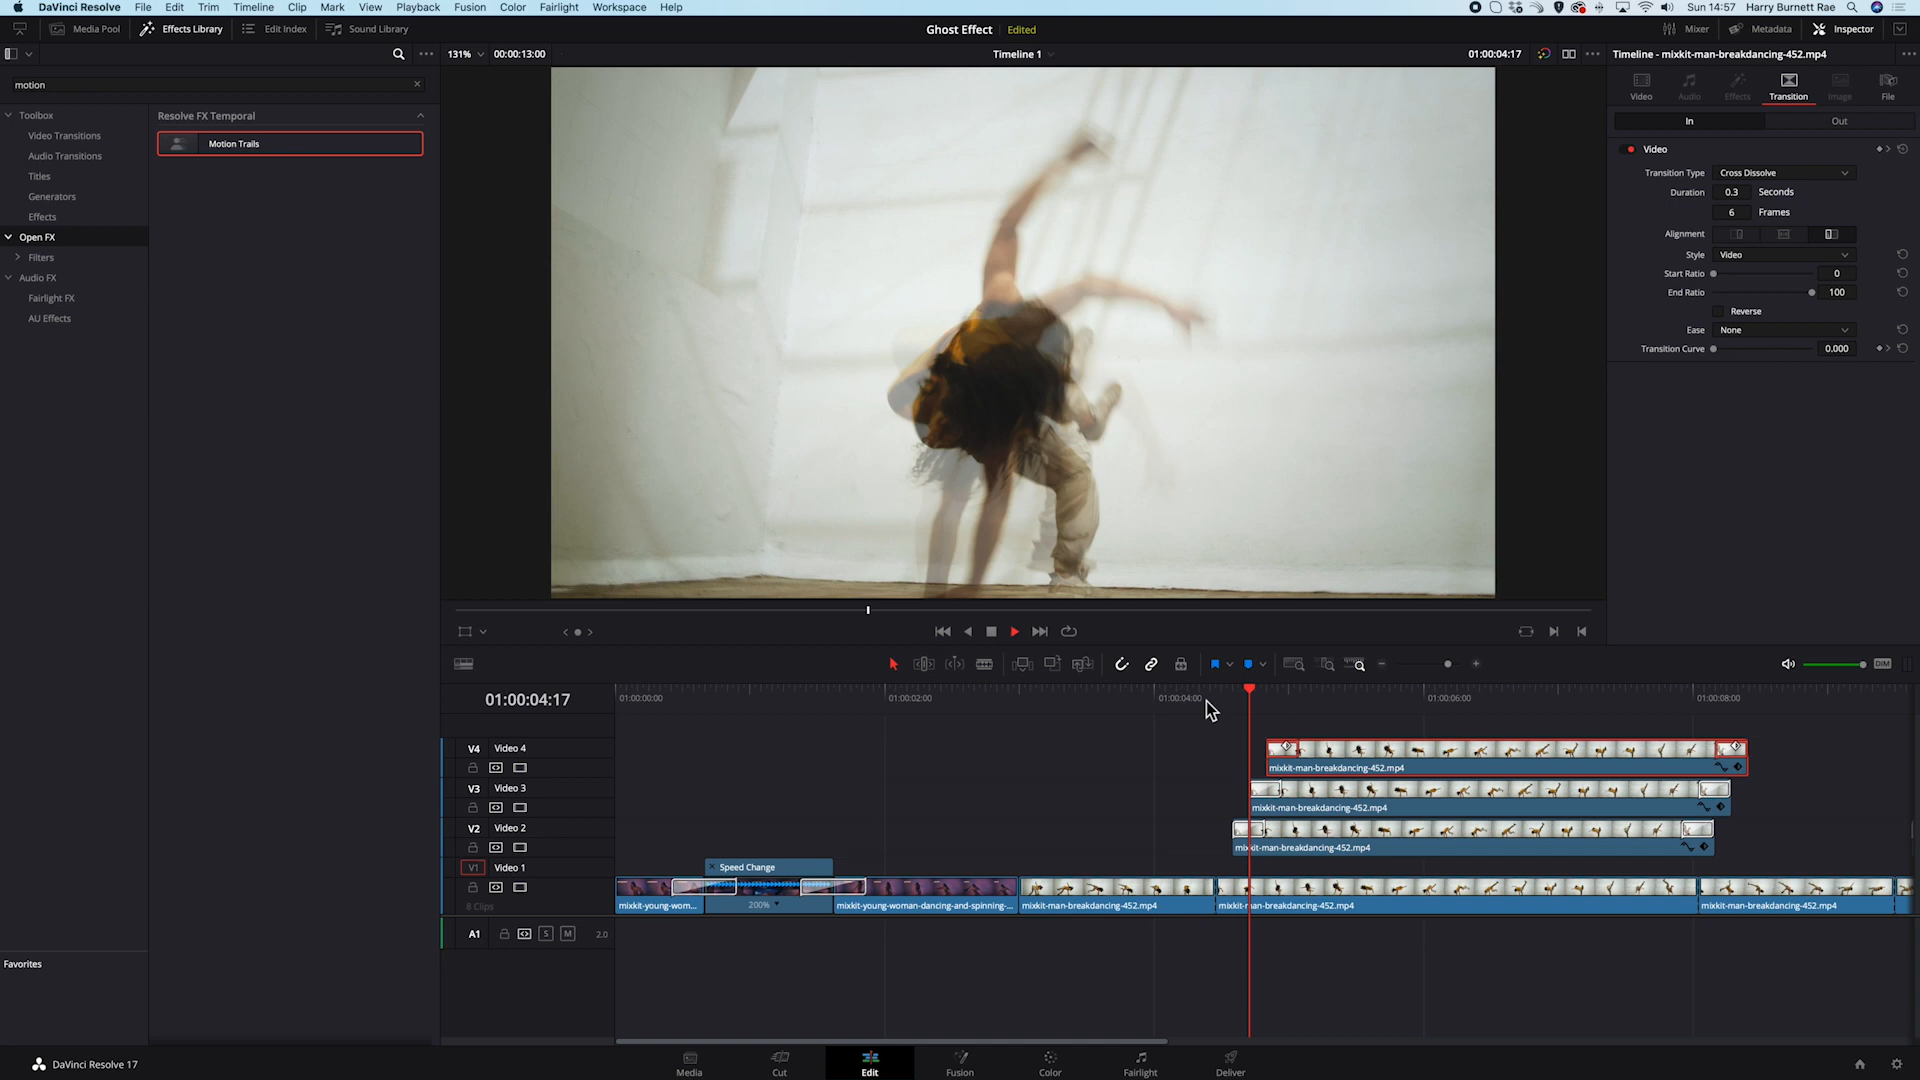 DaVinci Resolve File Edit Trim Timeline Clip Mark View Playback Fusion Color Fairlight Workspace Help Sun 14:57 Harry Burnett Rae
Media Pool Effects Library Edit Index Sound Library Ghost Effect Edited Mixer Metadata Inspector
131% 00:00:13:00 Timeline 1 01:00:04:17 Timeline - mixkit-man-breakdancing-452.mp4
motion
Video Audio Effects Transition Image File
Toolbox Resolve FX Temporal
In Out
Video Transitions Motion Trails
Video
Audio Transitions
Transition Type Cross Dissolve
Titles
Duration 0.3 Seconds
Generators
6 Frames
Effects
Alignment
Open FX
Style Video
Filters
Start Ratio 0
Audio FX
End Ratio 100
Fairlight FX
Reverse
AU Effects
Ease None
Transition Curve 0.000
DIM
01:00:04:17 01:00:00:00 01:00:02:00 01:00:04:00 01:00:06:00 01:00:08:00
V4 Video 4
mixkit-man-breakdancing-452.mp4
V3 Video 3
mixkit-man-breakdancing-452.mp4
V2 Video 2
mixkit-man-breakdancing-452.mp4
V1 Video 1 Speed Change
8 Clips mixkit-young-wom... 200% mixkit-young-woman-dancing-and-spinning-... mixkit-man-breakdancing-452.mp4 mixkit-man-breakdancing-452.mp4 mixkit-man-breakdancing-452.mp4
A1 S M 2.0
Favorites
DaVinci Resolve 17 Media Cut Edit Fusion Color Fairlight Deliver